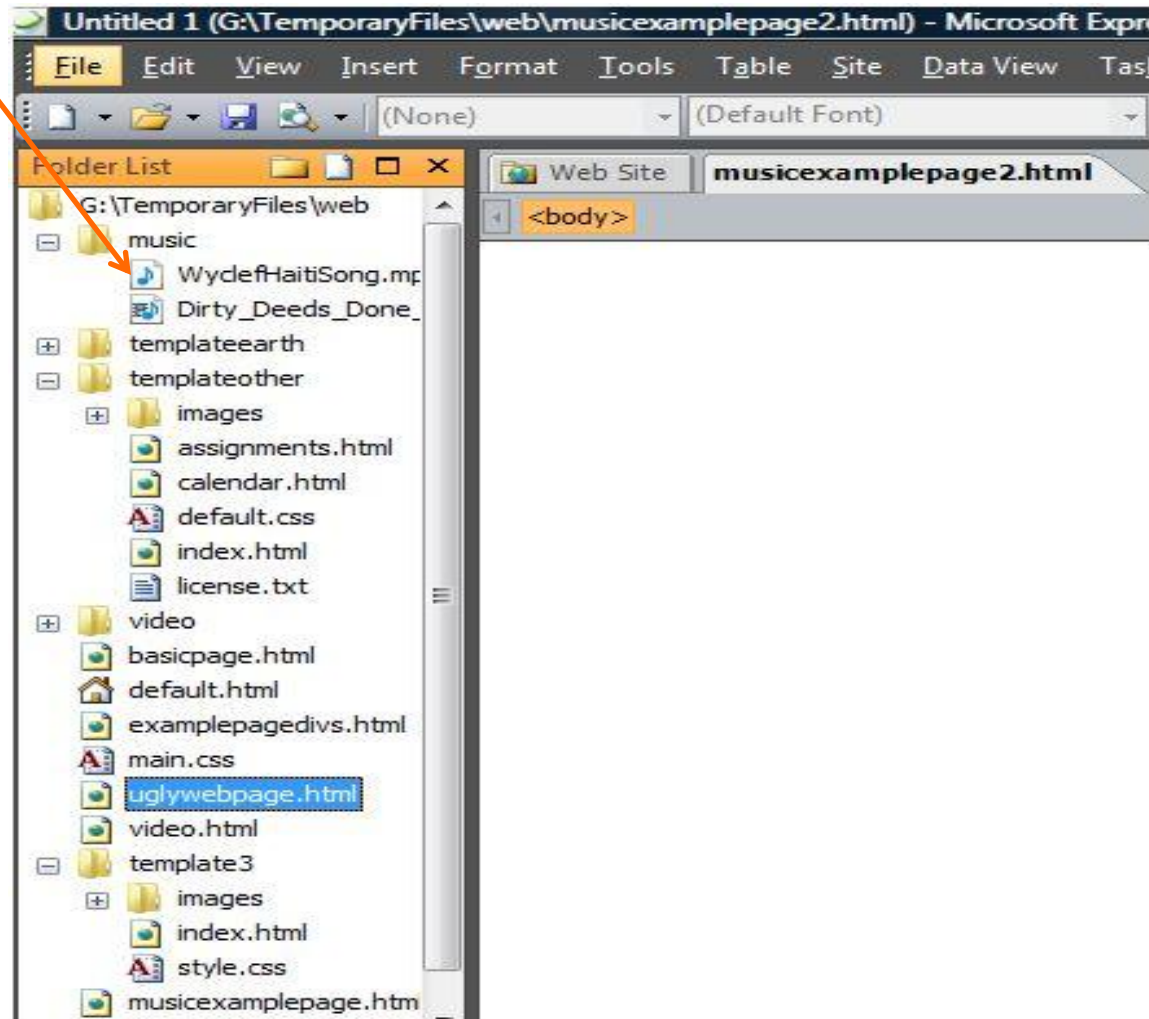 Untitled 1 (G:\TemporaryFiles\web\musicexamplepage2.html) - Microsoft Expre
File Edit View Insert Format Tools Table Site Data View Tas
(None) (Default Font)
Folder List Web Site musicexamplepage2.html
G:\TemporaryFiles\web
<body>
music
WyclefHaitiSong.mp
Dirty_Deeds_Done_
templateearth
templateother
images
assignments.html
calendar.html
default.css
index.html
license.txt
video
basicpage.html
default.html
examplepagedivs.html
main.css
uglywebpage.html
video.html
template3
images
index.html
style.css
musicexamplepage.htm